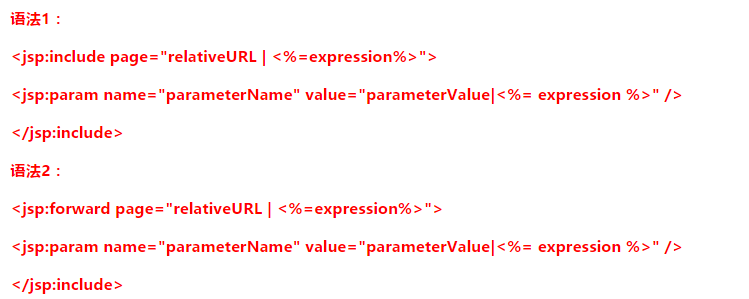 语法1：
<jsp:include page="relativeURL | <%=expression%>">
<jsp:param name="parameterName" value="parameterValue|<%= expression %>" />
</jsp:include>
语法2：
<jsp:forward page="relativeURL | <%=expression%>">
<jsp:param name="parameterName" value="parameterValue|<%= expression %>" />
</jsp:include>